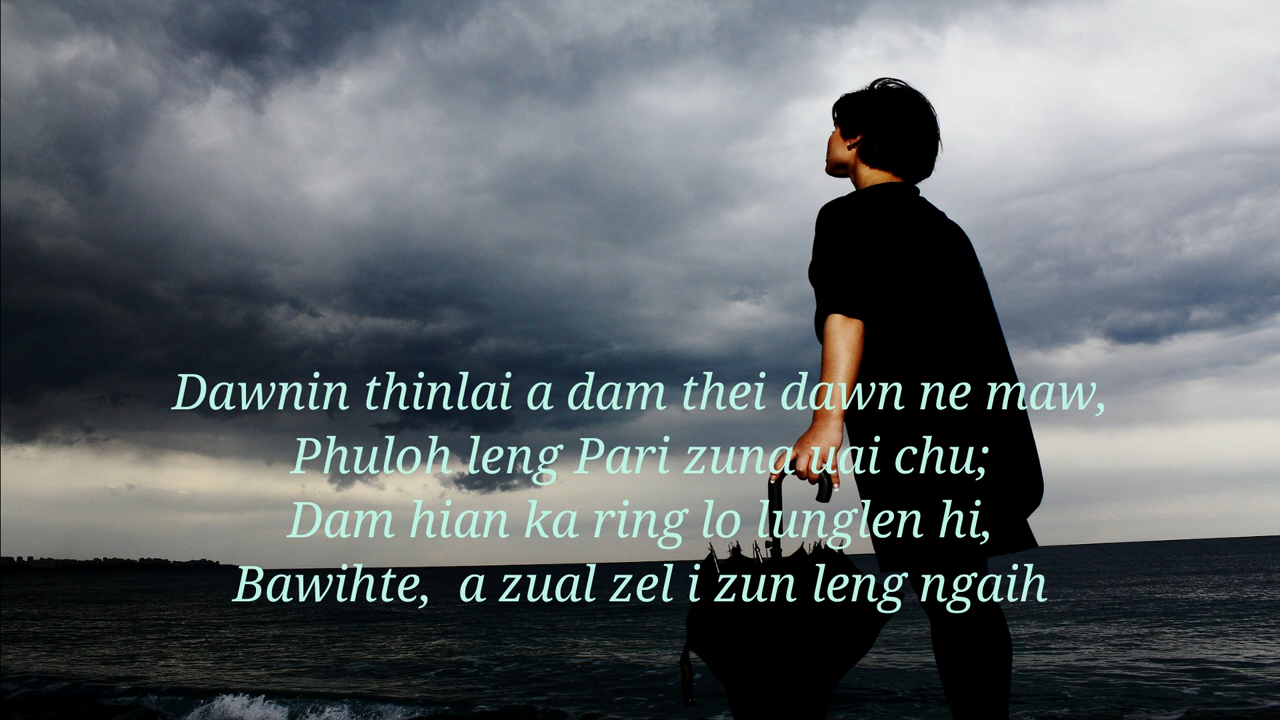 Dawnin thinlai a dam thei dawn ne maw,
Phuloh leng Pari zuna uai chu;
Dam hian ka ring lo lunglen hi,
Bawihte,  a zual zel i zun leng ngaih